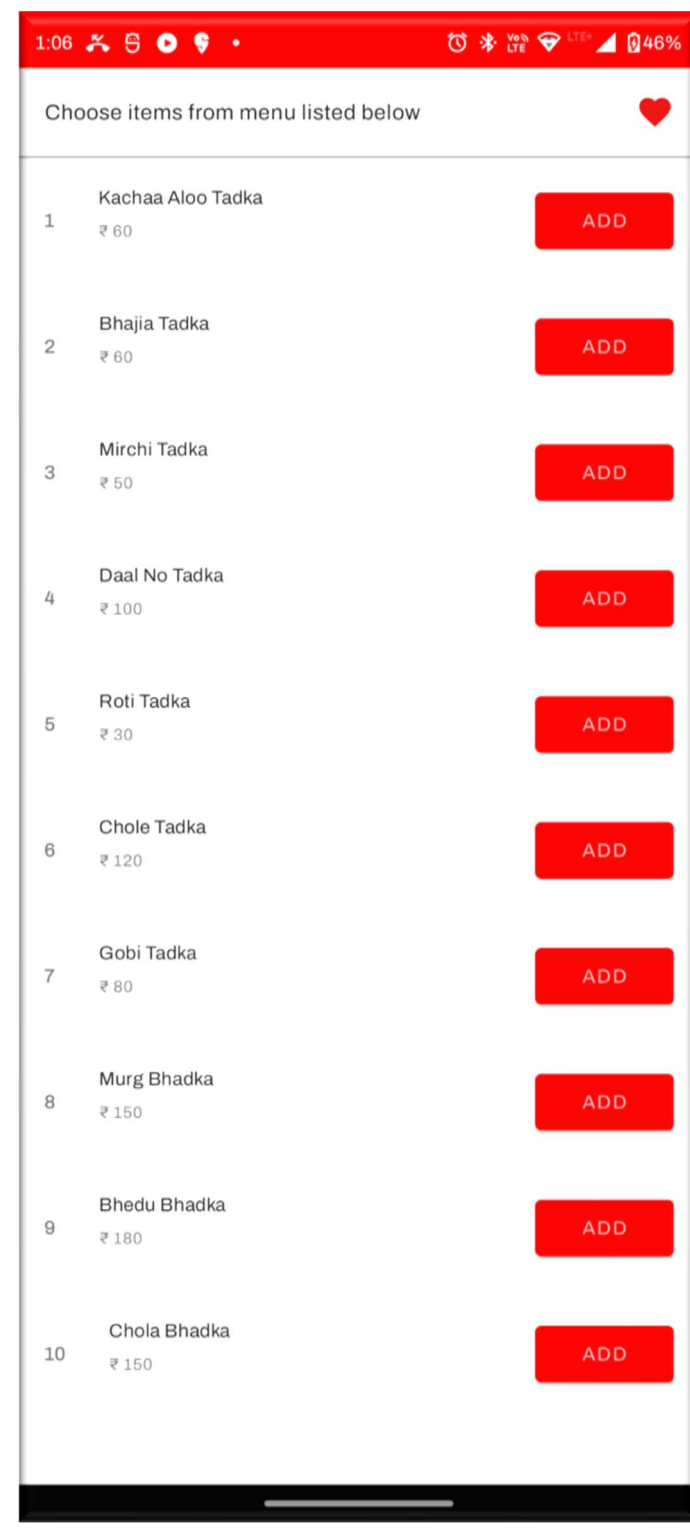 1:06 Vo)) LTE LTE+ 46%
Choose items from menu listed below
1 Kachaa Aloo Tadka
₹ 60
ADD
2 Bhajia Tadka
₹ 60
ADD
3 Mirchi Tadka
₹ 50
ADD
4 Daal No Tadka
₹ 100
ADD
5 Roti Tadka
₹ 30
ADD
6 Chole Tadka
₹ 120
ADD
7 Gobi Tadka
₹ 80
ADD
8 Murg Bhadka
₹ 150
ADD
9 Bhedu Bhadka
₹ 180
ADD
10 Chola Bhadka
₹ 150
ADD